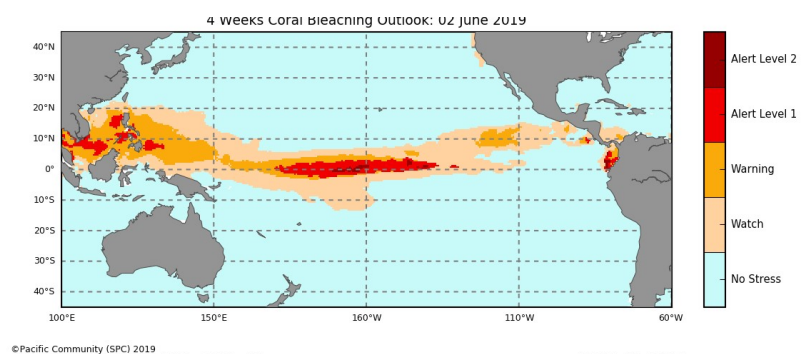 4 Weeks Coral Bleaching Outlook: 02 June 2019
40°N
30°N
20°N
10°N
0°
10°S
20°S
30°S
40°S
100°E
150°E
160°W
110°W
60°W
Alert Level 2
Alert Level 1
Warning
Watch
No Stress
©Pacific Community (SPC) 2019